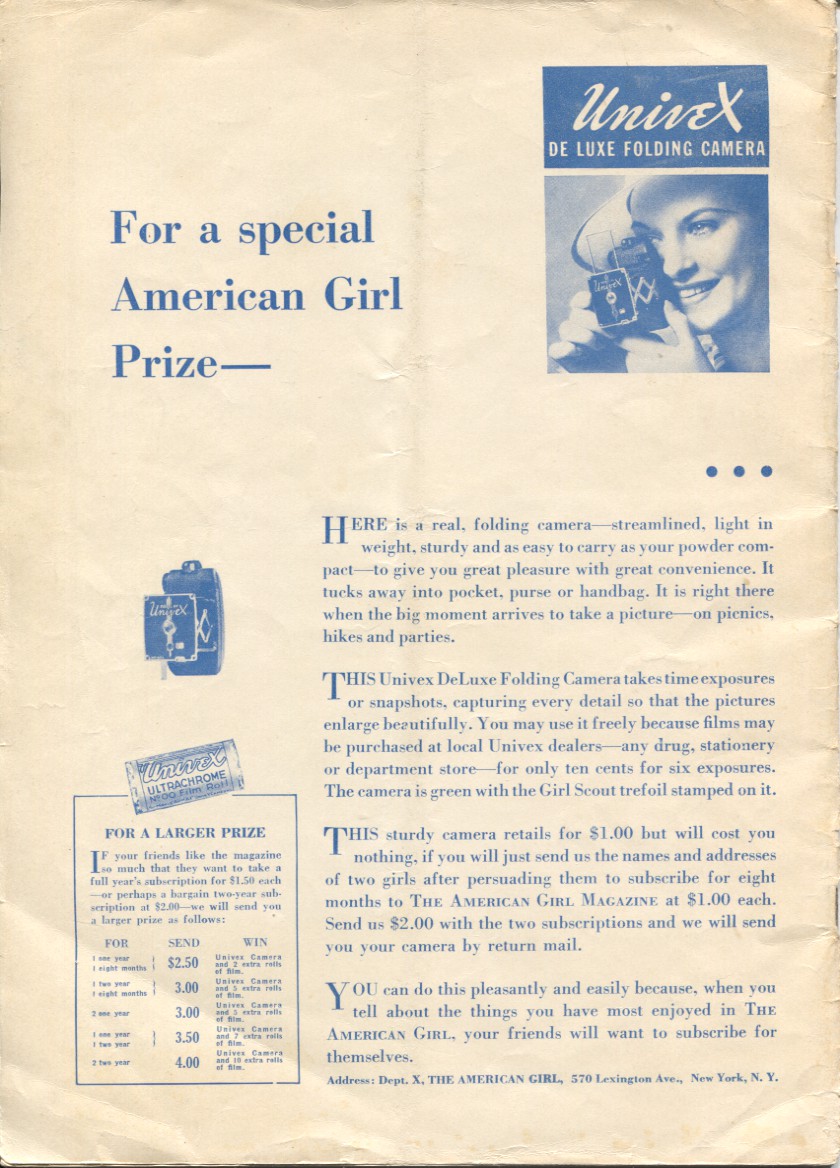 Univex
DE LUXE FOLDING CAMERA
Univex
For a special
American Girl
Prize—
HERE is a real, folding camera—streamlined, light in
weight, sturdy and as easy to carry as your powder com-
pact—to give you great pleasure with great convenience. It
tucks away into pocket, purse or handbag. It is right there
when the big moment arrives to take a picture—on picnics,
hikes and parties.
THIS Univex DeLuxe Folding Camera takes time exposures
or snapshots, capturing every detail so that the pictures
enlarge beautifully. You may use it freely because films may
be purchased at local Univex dealers—any drug, stationery
or department store—for only ten cents for six exposures.
The camera is green with the Girl Scout trefoil stamped on it.
THIS sturdy camera retails for $1.00 but will cost you
nothing, if you will just send us the names and addresses
of two girls after persuading them to subscribe for eight
months to THE AMERICAN GIRL MAGAZINE at $1.00 each.
Send us $2.00 with the two subscriptions and we will send
you your camera by return mail.
YOU can do this pleasantly and easily because, when you
tell about the things you have most enjoyed in THE
AMERICAN GIRL, your friends will want to subscribe for
themselves.
Address: Dept. X, THE AMERICAN GIRL, 570 Lexington Ave., New York, N. Y.
Univex
Univex
ULTRACHROME
No 00 Film Roll
FOR A LARGER PRIZE
IF your friends like the magazine
so much that they want to take a
full year's subscription for $1.50 each
—or perhaps a bargain two-year sub-
scription at $2.00—we will send you
a larger prize as follows:
FOR SEND WIN
1 one year
1 eight months
$2.50
Univex Camera
and 2 extra rolls
of film.
1 two year
1 eight months
3.00
Univex Camera
and 5 extra rolls
of film.
2 one year
3.00
Univex Camera
and 5 extra rolls
of film.
1 one year
1 two year
3.50
Univex Camera
and 7 extra rolls
of film.
2 two year
4.00
Univex Camera
and 10 extra rolls
of film.